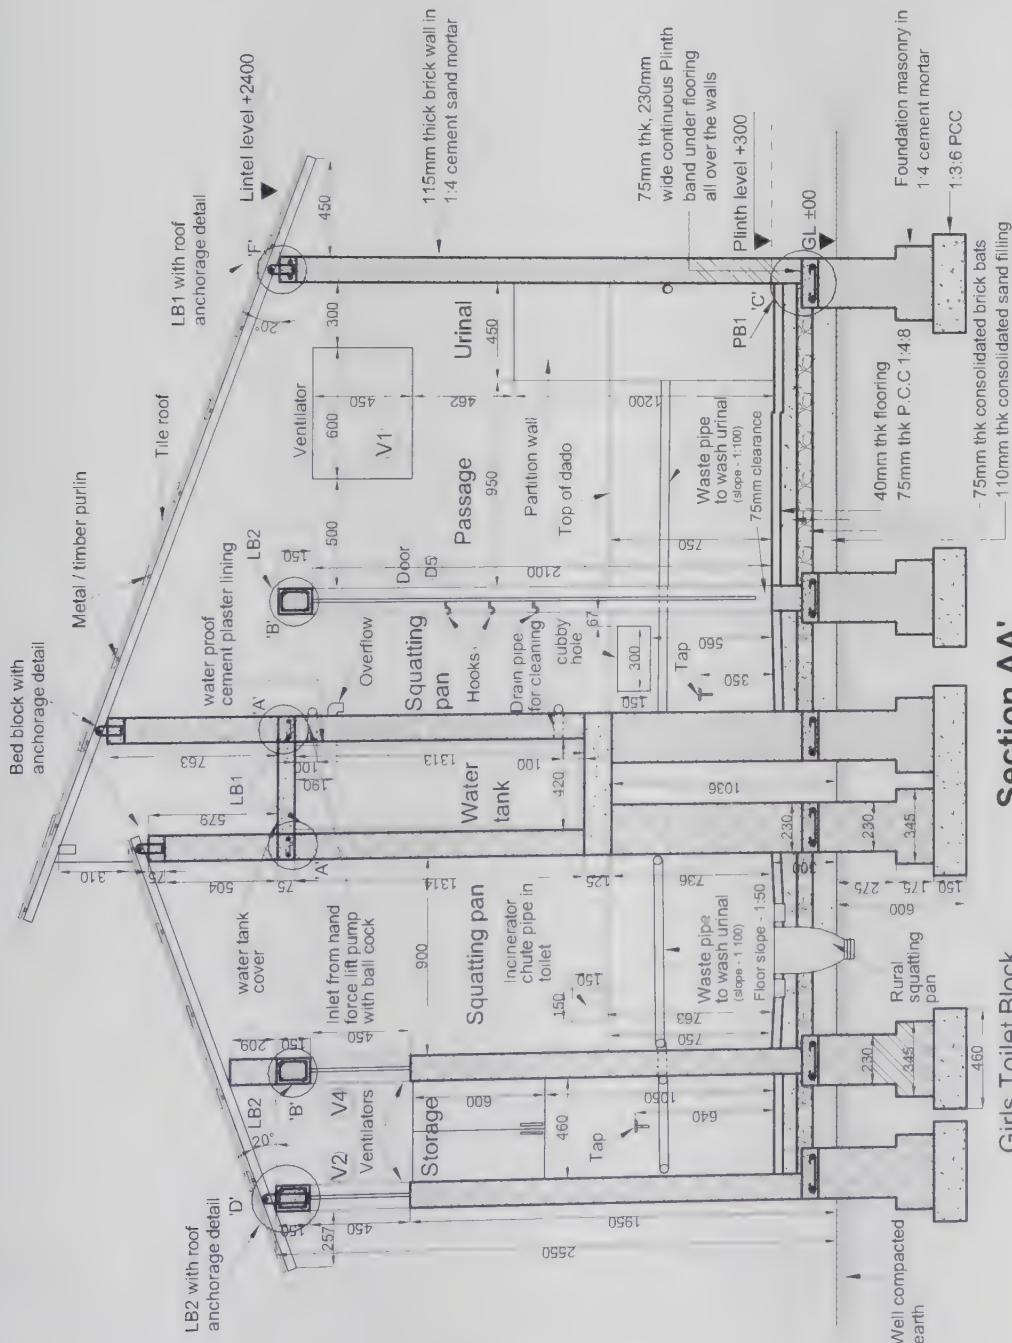 Bed block with
anchorage detail
Metal / timber purlin
Tile roof
LB1 with roof
anchorage detail
'F'
Lintel level +2400
20°
450
115mm thick brick wall in
1:4 cement sand mortar
75mm thk, 230mm
wide continuous Plinth
band under flooring
all over the walls
Plinth level +300
GL ±00
Foundation masonry in
1:4 cement mortar
1:3:6 PCC
water proof
cement plaster lining
LB2
'B'
150
500
Ventilator
600
450
V1
300
Urinal
450
462
Passage
950
Door
D5
2100
Partition wall
Top of dado
1200
PB1
'C'
Waste pipe
to wash urinal
(slope - 1:100)
75mm clearance
750
40mm thk flooring
75mm thk P.C.C 1:4:8
75mm thk consolidated brick bats
110mm thk consolidated sand filling
'A'
Overflow
Squatting
pan
Hooks
Drain pipe
for cleaning
cubby
hole
67
300
150
Tap
560
350
763
LB1
579
100
190
1313
Water
tank
100
420
1036
230
230
345
310
75
504
75
'A'
1314
125
736
300
275
175
150
600
water tank
cover
Inlet from hand
force lift pump
with ball cock
900
Squatting pan
Incinerator
chute pipe in
toilet
150
150
Waste pipe
to wash urinal
(slope - 1 100)
Floor slope - 1:50
763
750
Rural
squatting
pan
209
150
450
LB2
'B'
V4
V2
Ventilators
20°
Storage
600
460
1050
Tap
640
230
345
460
LB2 with roof
anchorage detail
'D'
150
257
450
1950
2550
Well compacted
earth
Section AA'
Girls Toilet Block